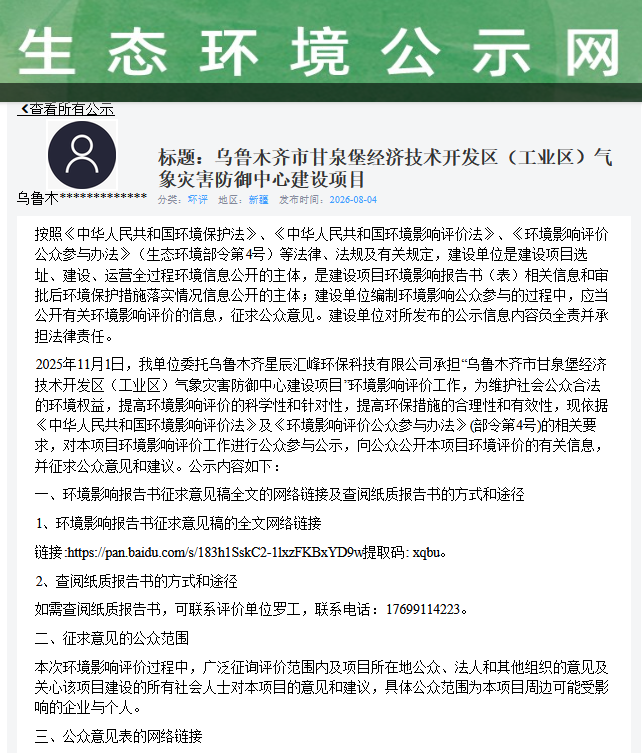 生态环境公示网
查看所有公示
标题：乌鲁木齐市甘泉堡经济技术开发区（工业区）气
象灾害防御中心建设项目
乌鲁木*************
分类：环评 地区：新疆 发布时间：2026-08-04
按照《中华人民共和国环境保护法》、《中华人民共和国环境影响评价法》、《环境影响评价
公众参与办法》（生态环境部令第4号）等法律、法规及有关规定，建设单位是建设项目选
址、建设、运营全过程环境信息公开的主体，是建设项目环境影响报告书（表）相关信息和审
批后环境保护措施落实情况信息公开的主体；建设单位编制环境影响公众参与的过程中，应当
公开有关环境影响评价的信息，征求公众意见。建设单位对所发布的公示信息内容负全责并承
担法律责任。
2025年11月1日，我单位委托乌鲁木齐星辰汇峰环保科技有限公司承担“乌鲁木齐市甘泉堡经济
技术开发区（工业区）气象灾害防御中心建设项目”环境影响评价工作，为维护社会公众合法
的环境权益，提高环境影响评价的科学性和针对性，提高环保措施的合理性和有效性，现依据
《中华人民共和国环境影响评价法》及《环境影响评价公众参与办法》(部令第4号)的相关要
求，对本项目环境影响评价工作进行公众参与公示，向公众公开本项目环境评价的有关信息，
并征求公众意见和建议。公示内容如下：
一、环境影响报告书征求意见稿全文的网络链接及查阅纸质报告书的方式和途径
1、环境影响报告书征求意见稿的全文网络链接
链接:https://pan.baidu.com/s/183h1SskC2-1lxzFKBxYD9w提取码: xqbu。
2、查阅纸质报告书的方式和途径
如需查阅纸质报告书，可联系评价单位罗工，联系电话：17699114223。
二、征求意见的公众范围
本次环境影响评价过程中，广泛征询评价范围内及项目所在地公众、法人和其他组织的意见及
关心该项目建设的所有社会人士对本项目的意见和建议，具体公众范围为本项目周边可能受影
响的企业与个人。
三、公众意见表的网络链接